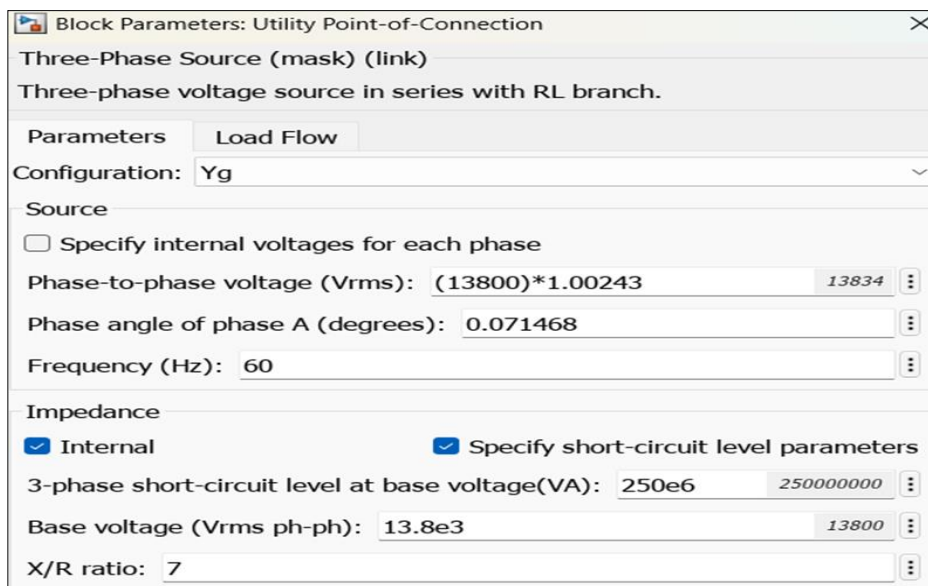 Block Parameters: Utility Point-of-Connection
Three-Phase Source (mask) (link)
Three-phase voltage source in series with RL branch.
Parameters Load Flow
Configuration: Yg
Source
Specify internal voltages for each phase
Phase-to-phase voltage (Vrms): (13800)*1.00243 13834
Phase angle of phase A (degrees): 0.071468
Frequency (Hz): 60
Impedance
Internal Specify short-circuit level parameters
3-phase short-circuit level at base voltage(VA): 250e6 250000000
Base voltage (Vrms ph-ph): 13.8e3 13800
X/R ratio: 7